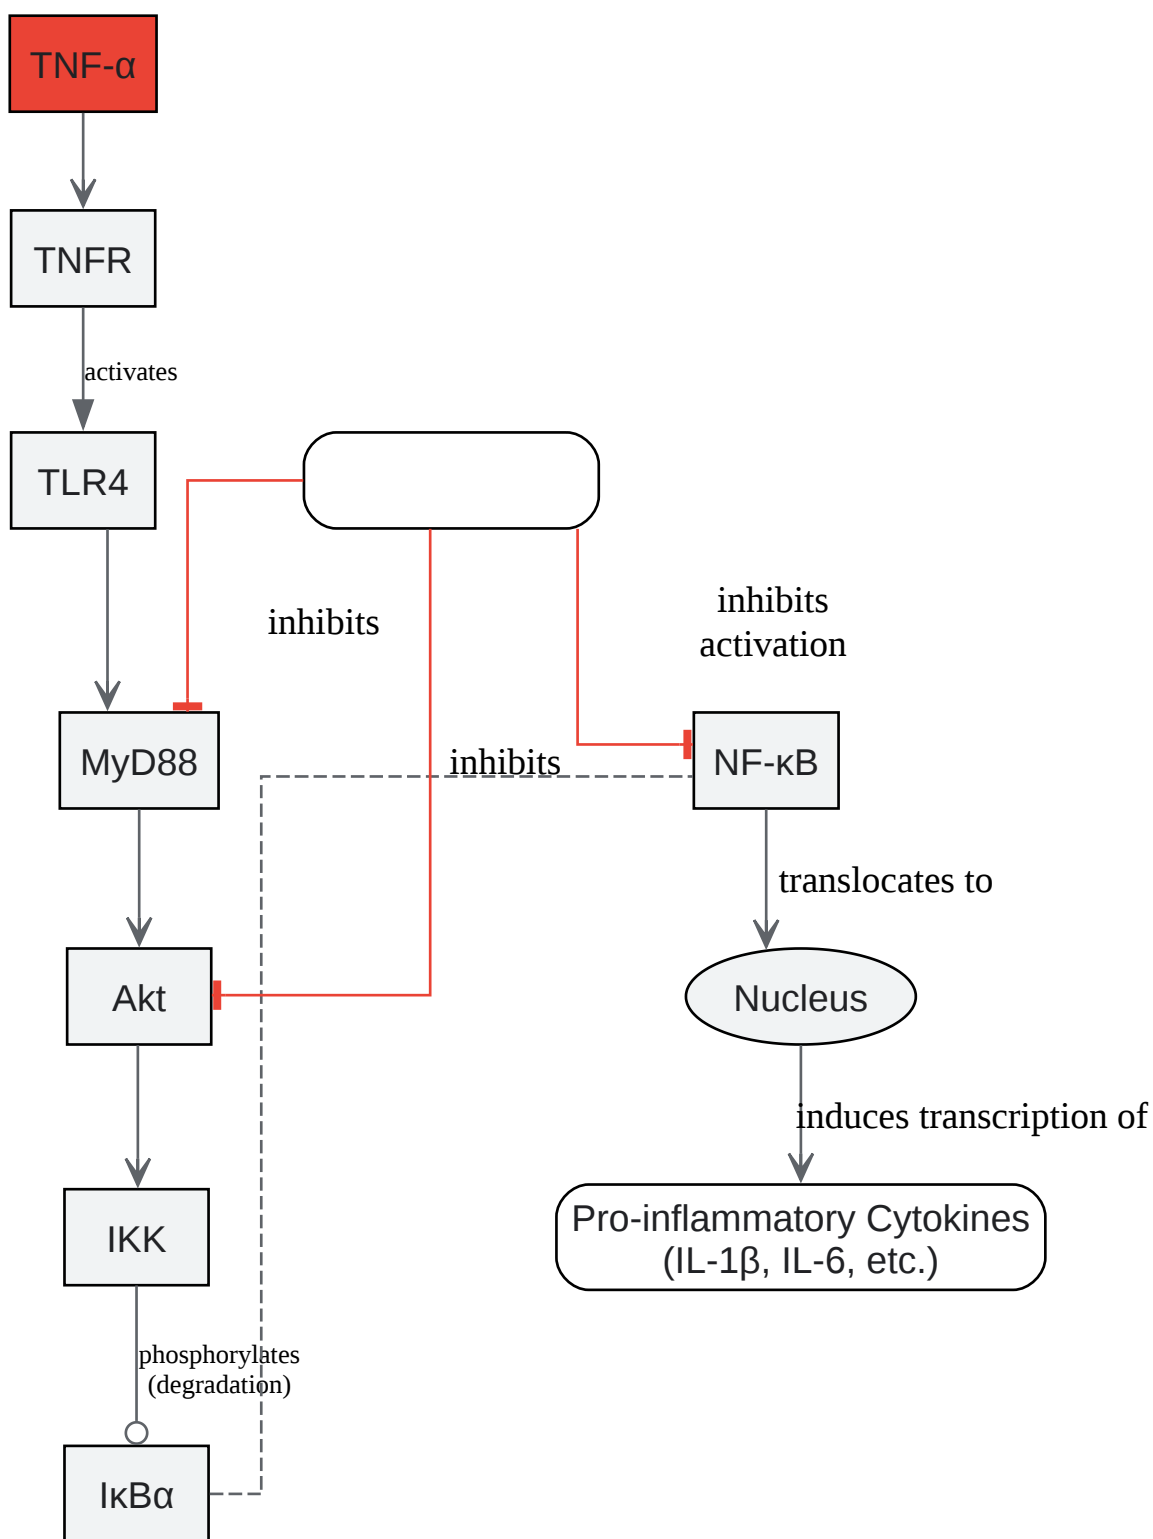 TNF-α
TNFR
activates
TLR4
inhibits
inhibits
activation
MyD88
inhibits
NF-κB
translocates to
Akt
Nucleus
induces transcription of
IKK
Pro-inflammatory Cytokines
(IL-1β, IL-6, etc.)
phosphorylates
(degradation)
IκBα